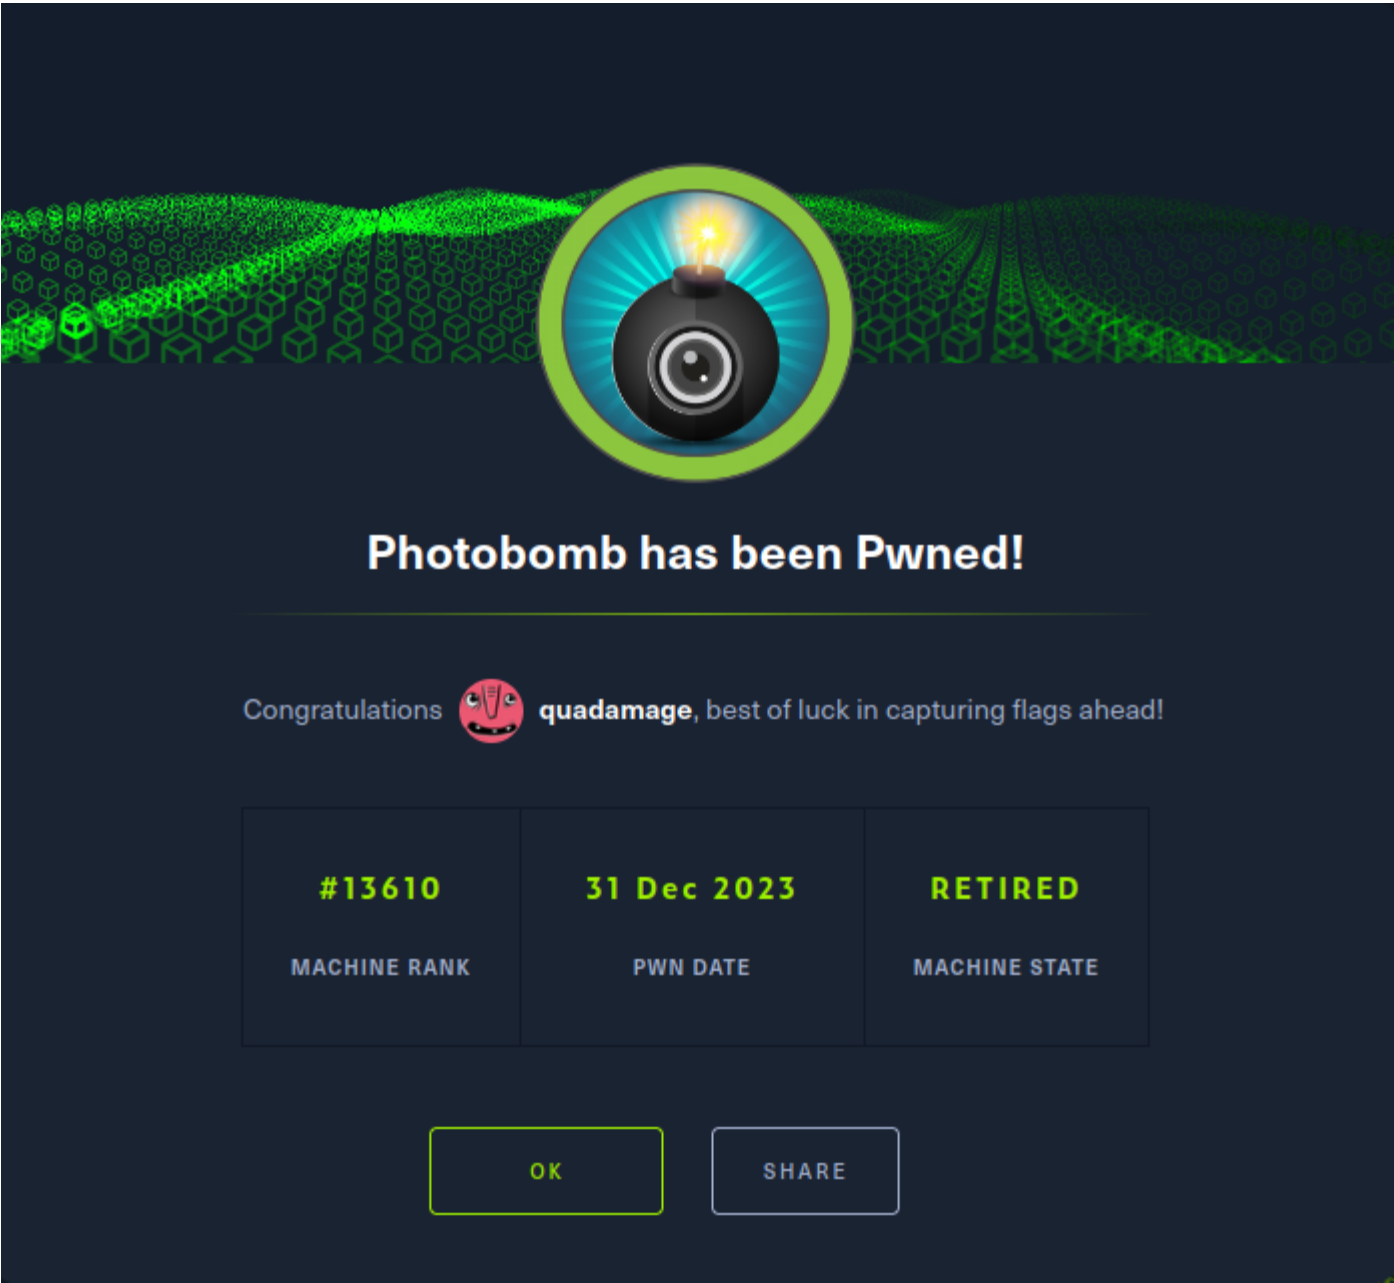 Photobomb has been Pwned!
Congratulations quadamage, best of luck in capturing flags ahead!
#13610 31 Dec 2023 RETIRED
MACHINE RANK PWN DATE MACHINE STATE
OK SHARE